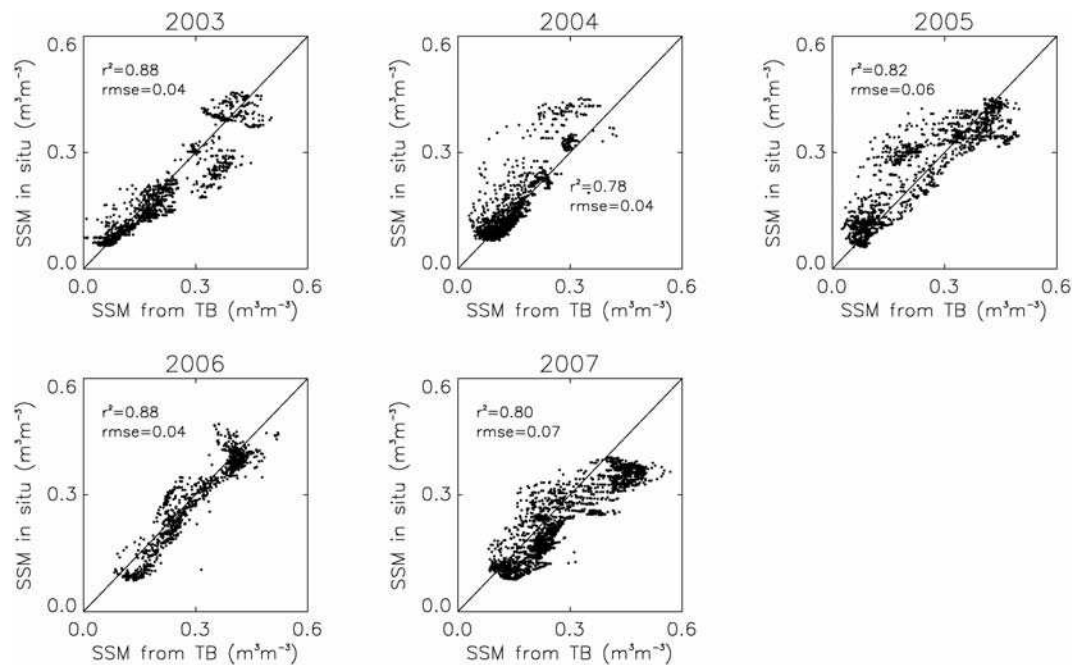 2003
r²=0.88
rmse=0.04
SSM in situ (m³m⁻³)
0.6
0.3
0.0
0.0 0.3 0.6
SSM from TB (m³m⁻³)
2004
r²=0.78
rmse=0.04
SSM in situ (m³m⁻³)
0.6
0.3
0.0
0.0 0.3 0.6
SSM from TB (m³m⁻³)
2005
r²=0.82
rmse=0.06
SSM in situ (m³m⁻³)
0.6
0.3
0.0
0.0 0.3 0.6
SSM from TB (m³m⁻³)
2006
r²=0.88
rmse=0.04
SSM in situ (m³m⁻³)
0.6
0.3
0.0
0.0 0.3 0.6
SSM from TB (m³m⁻³)
2007
r²=0.80
rmse=0.07
SSM in situ (m³m⁻³)
0.6
0.3
0.0
0.0 0.3 0.6
SSM from TB (m³m⁻³)